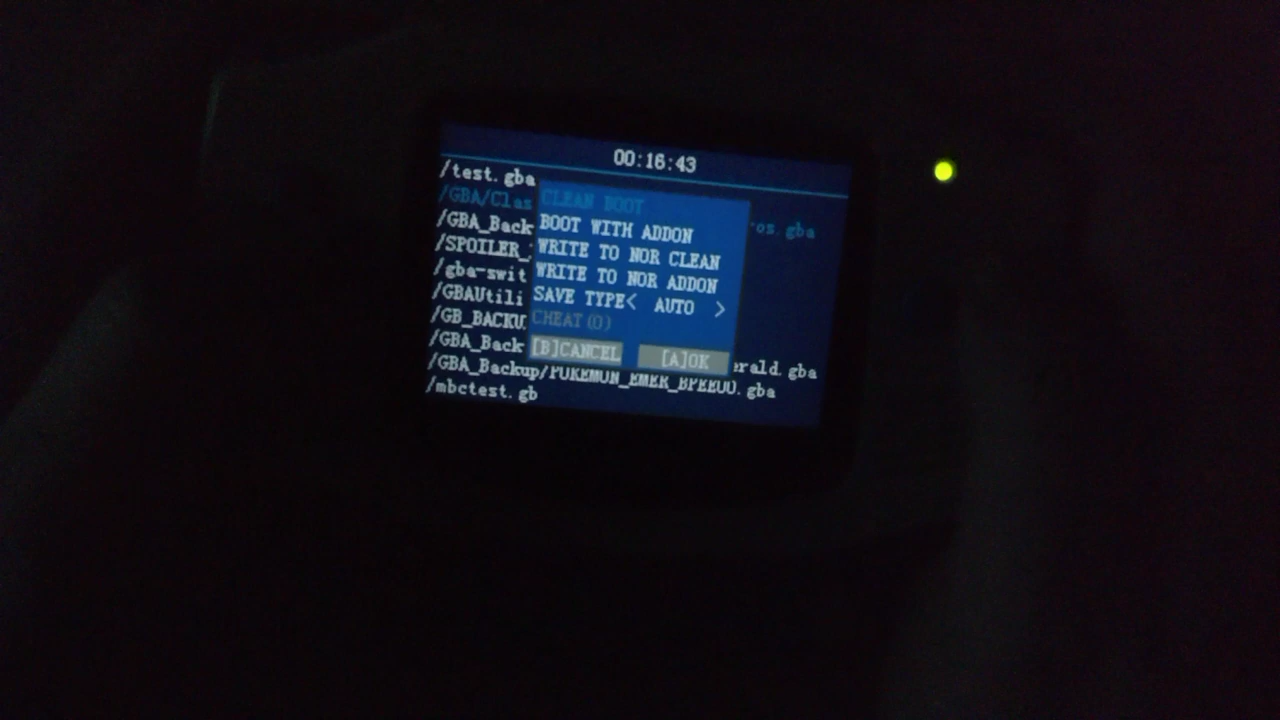 00:16:43
/test.gba
/GBA/Clas
ros.gba
/GBA_Back
/SPOILER_
/gba-swit
/GBAUtili
/GB_BACKU
/GBA_Back
erald.gba
/GBA_Backup/POKEMON_EMER_BPEE00.gba
/mbctest.gb
CLEAN BOOT
BOOT WITH ADDON
WRITE TO NOR CLEAN
WRITE TO NOR ADDON
SAVE TYPE< AUTO >
CHEAT(0)
[B]CANCEL [A]OK